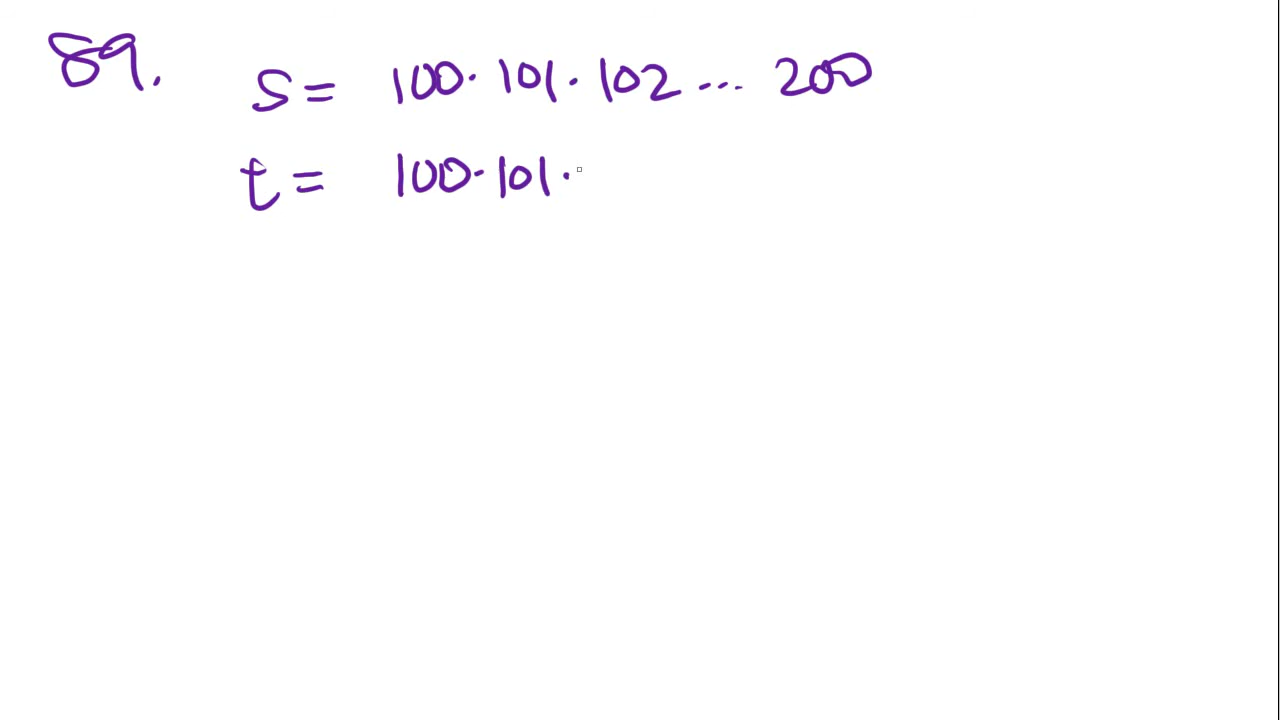 89. S = 100 · 101 · 102 ... 200
t = 100 · 101 ·